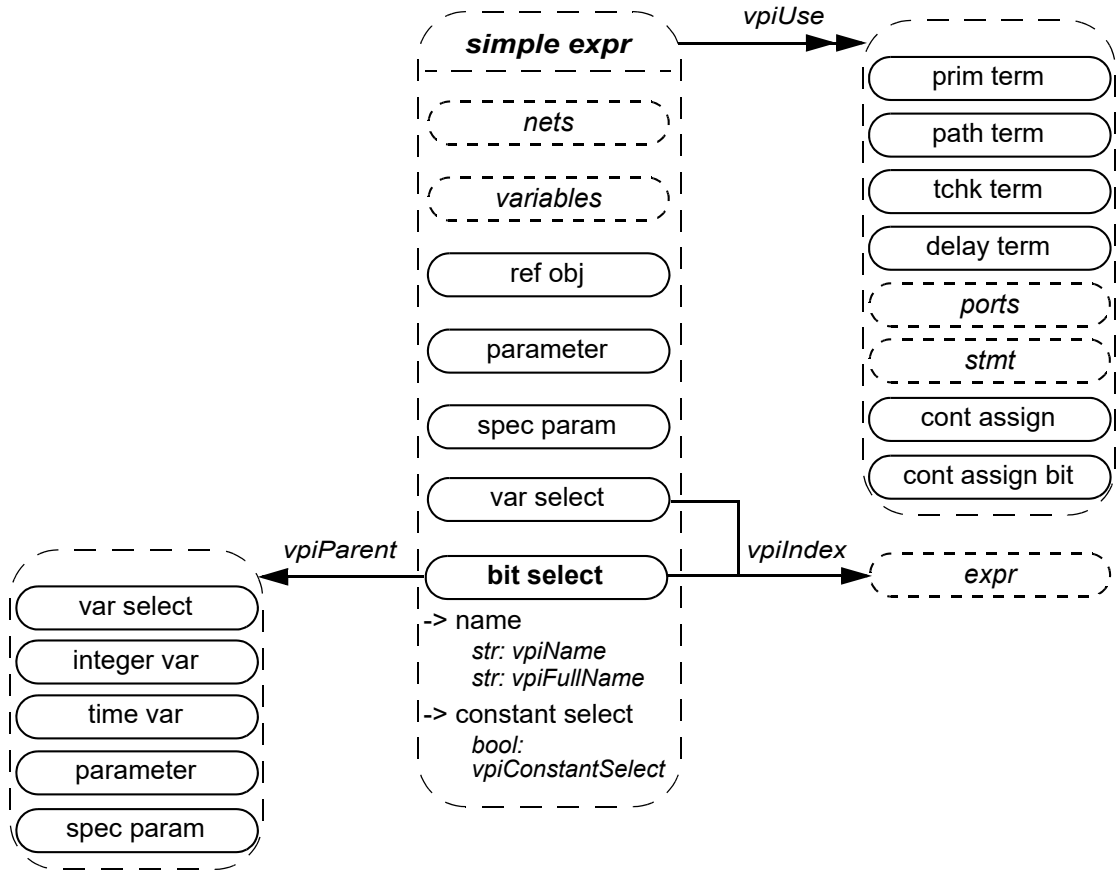 simple expr
nets
variables
ref obj
parameter
spec param
var select
bit select
-> name
str: vpiName
str: vpiFullName
-> constant select
bool:
vpiConstantSelect
vpiUse
prim term
path term
tchk term
delay term
ports
stmt
cont assign
cont assign bit
vpiIndex
expr
vpiParent
var select
integer var
time var
parameter
spec param